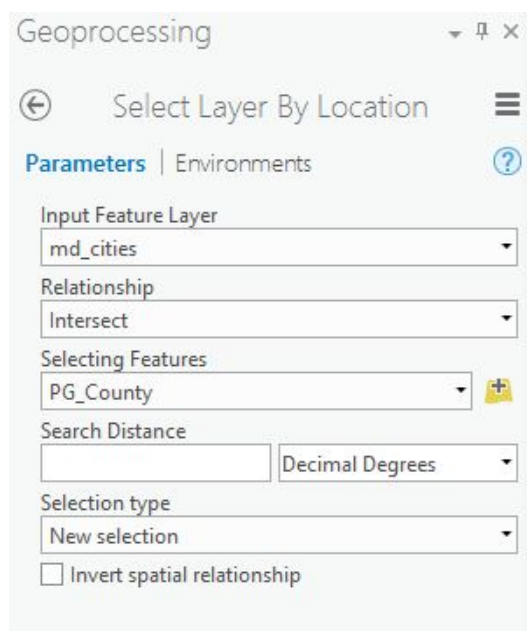 Geoprocessing
Select Layer By Location
Parameters | Environments
?
Input Feature Layer
md_cities
Relationship
Intersect
Selecting Features
PG_County
Search Distance
Decimal Degrees
Selection type
New selection
Invert spatial relationship